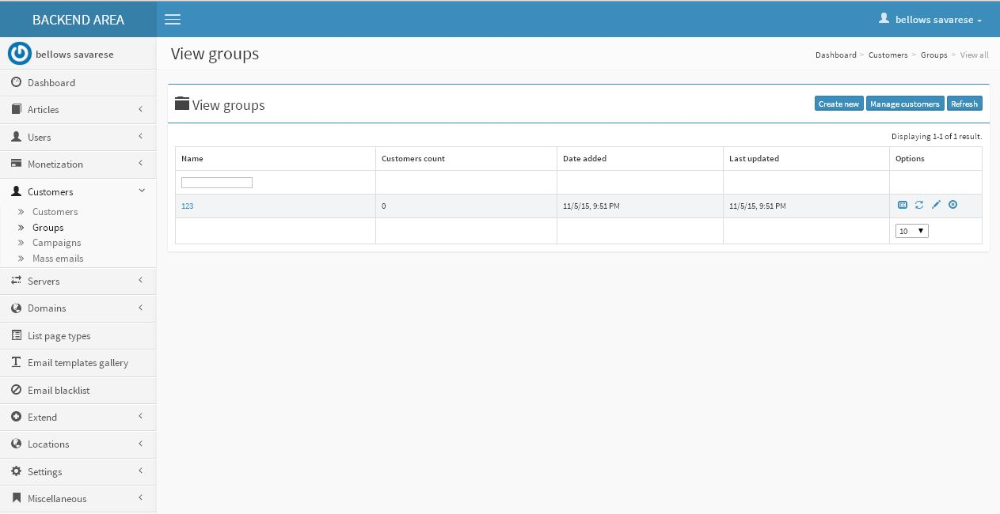 BACKEND AREA
bellows savarese
bellows savarese
View groups
Dashboard > Customers > Groups > View all
Dashboard
Articles
Users
Monetization
Customers
Customers
Groups
Campaigns
Mass emails
Servers
Domains
List page types
Email templates gallery
Email blacklist
Extend
Locations
Settings
Miscellaneous
View groups
Create new Manage customers Refresh
Displaying 1-1 of 1 result.
Name Customers count Date added Last updated Options
123 0 11/5/15, 9:51 PM 11/5/15, 9:51 PM
10